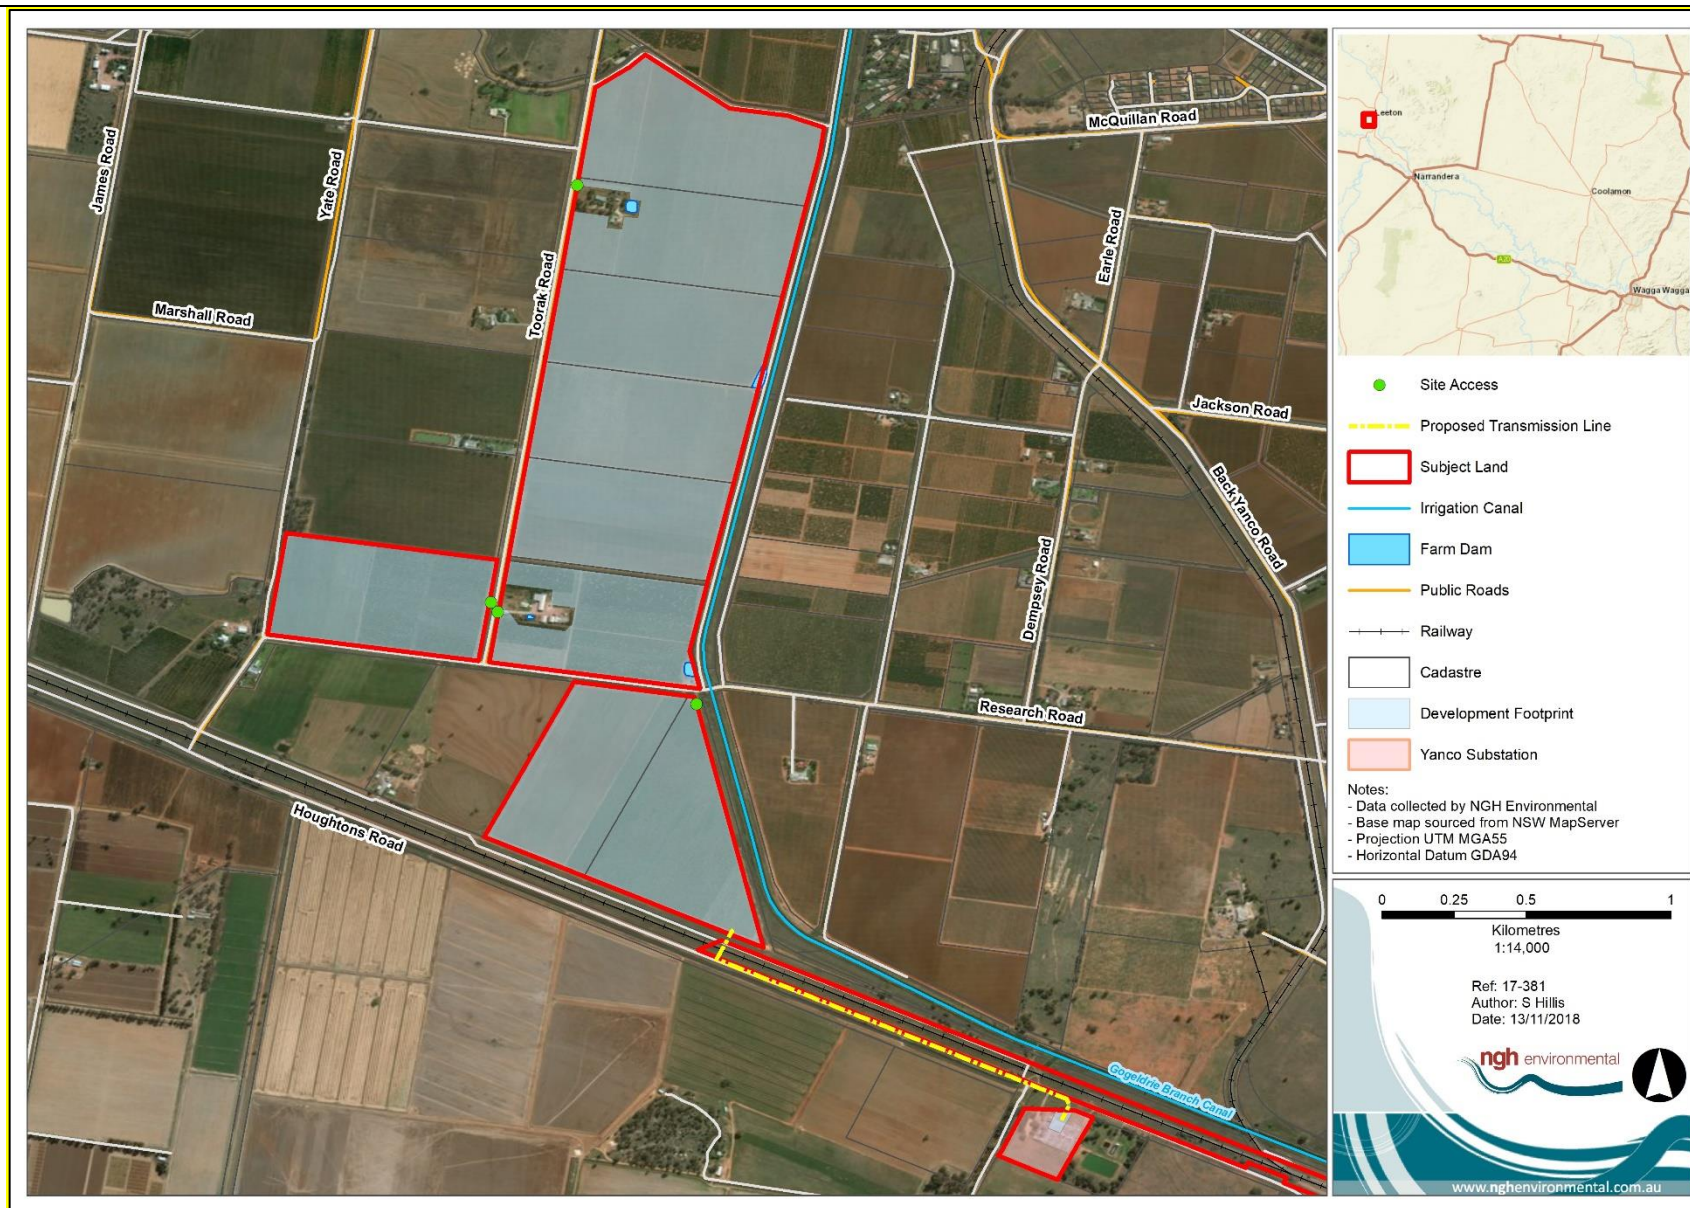 McQuillan Road
James Road
Yate Road
Toorak Road
Earle Road
Marshall Road
Jackson Road
Back Yanco Road
Dempsey Road
Research Road
Houghtons Road
Gogeldrie Branch Canal
Leeton
Narrandera
Coolamon
A20
Wagga Wagga
Site Access
Proposed Transmission Line
Subject Land
Irrigation Canal
Farm Dam
Public Roads
Railway
Cadastre
Development Footprint
Yanco Substation
Notes:
- Data collected by NGH Environmental
- Base map sourced from NSW MapServer
- Projection UTM MGA55
- Horizontal Datum GDA94
0 0.25 0.5 1
Kilometres
1:14,000
Ref: 17-381
Author: S Hillis
Date: 13/11/2018
ngh environmental
www.nghenvironmental.com.au